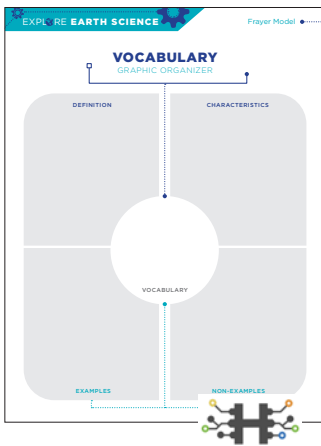 EXPLORE EARTH SCIENCE
Frayer Model
VOCABULARY
GRAPHIC ORGANIZER
DEFINITION
CHARACTERISTICS
VOCABULARY
EXAMPLES
NON-EXAMPLES
H